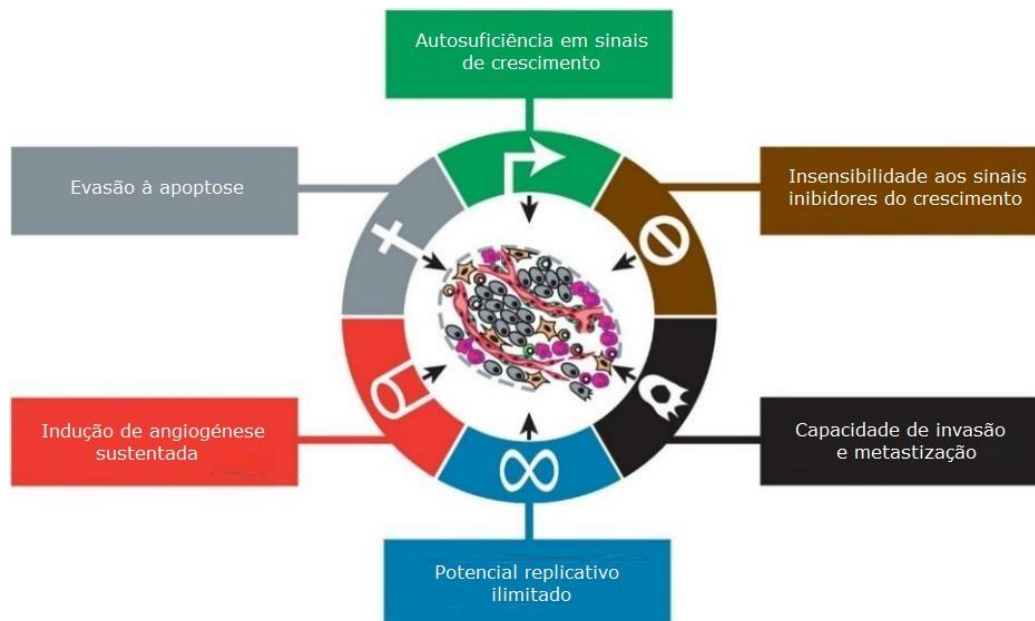 Autosuficiência em sinais
de crescimento
Evasão à apoptose
Insensibilidade aos sinais
inibidores do crescimento
Indução de angiogénese
sustentada
Capacidade de invasão
e metastização
Potencial replicativo
ilimitado